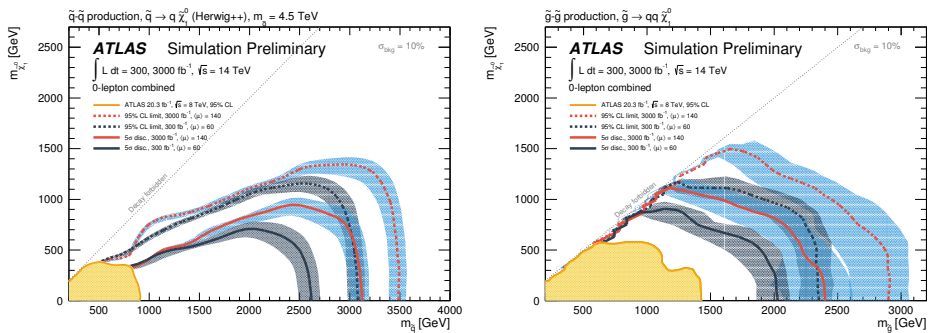 q̃-q̃ production, q̃ → q χ̃₁⁰ (Herwig++), m_g̃ = 4.5 TeV
m_χ̃₁⁰ [GeV]
ATLAS Simulation Preliminary
σ_bkg = 10%
∫ L dt = 300, 3000 fb⁻¹, √s = 14 TeV
0-lepton combined
ATLAS 20.3 fb⁻¹, √s = 8 TeV, 95% CL
95% CL limit, 3000 fb⁻¹, ⟨μ⟩ = 140
95% CL limit, 300 fb⁻¹, ⟨μ⟩ = 60
5σ disc., 3000 fb⁻¹, ⟨μ⟩ = 140
5σ disc., 300 fb⁻¹, ⟨μ⟩ = 60
Decay forbidden
2500
2000
1500
1000
500
0
500 1000 1500 2000 2500 3000 3500 4000
m_q̃ [GeV]
g̃-g̃ production, g̃ → qq χ̃₁⁰
m_χ̃₁⁰ [GeV]
ATLAS Simulation Preliminary
σ_bkg = 10%
∫ L dt = 300, 3000 fb⁻¹, √s = 14 TeV
0-lepton combined
ATLAS 20.3 fb⁻¹, √s = 8 TeV, 95% CL
95% CL limit, 3000 fb⁻¹, ⟨μ⟩ = 140
95% CL limit, 300 fb⁻¹, ⟨μ⟩ = 60
5σ disc., 3000 fb⁻¹, ⟨μ⟩ = 140
5σ disc., 300 fb⁻¹, ⟨μ⟩ = 60
Decay forbidden
2500
2000
1500
1000
500
0
500 1000 1500 2000 2500 3000
m_g̃ [GeV]